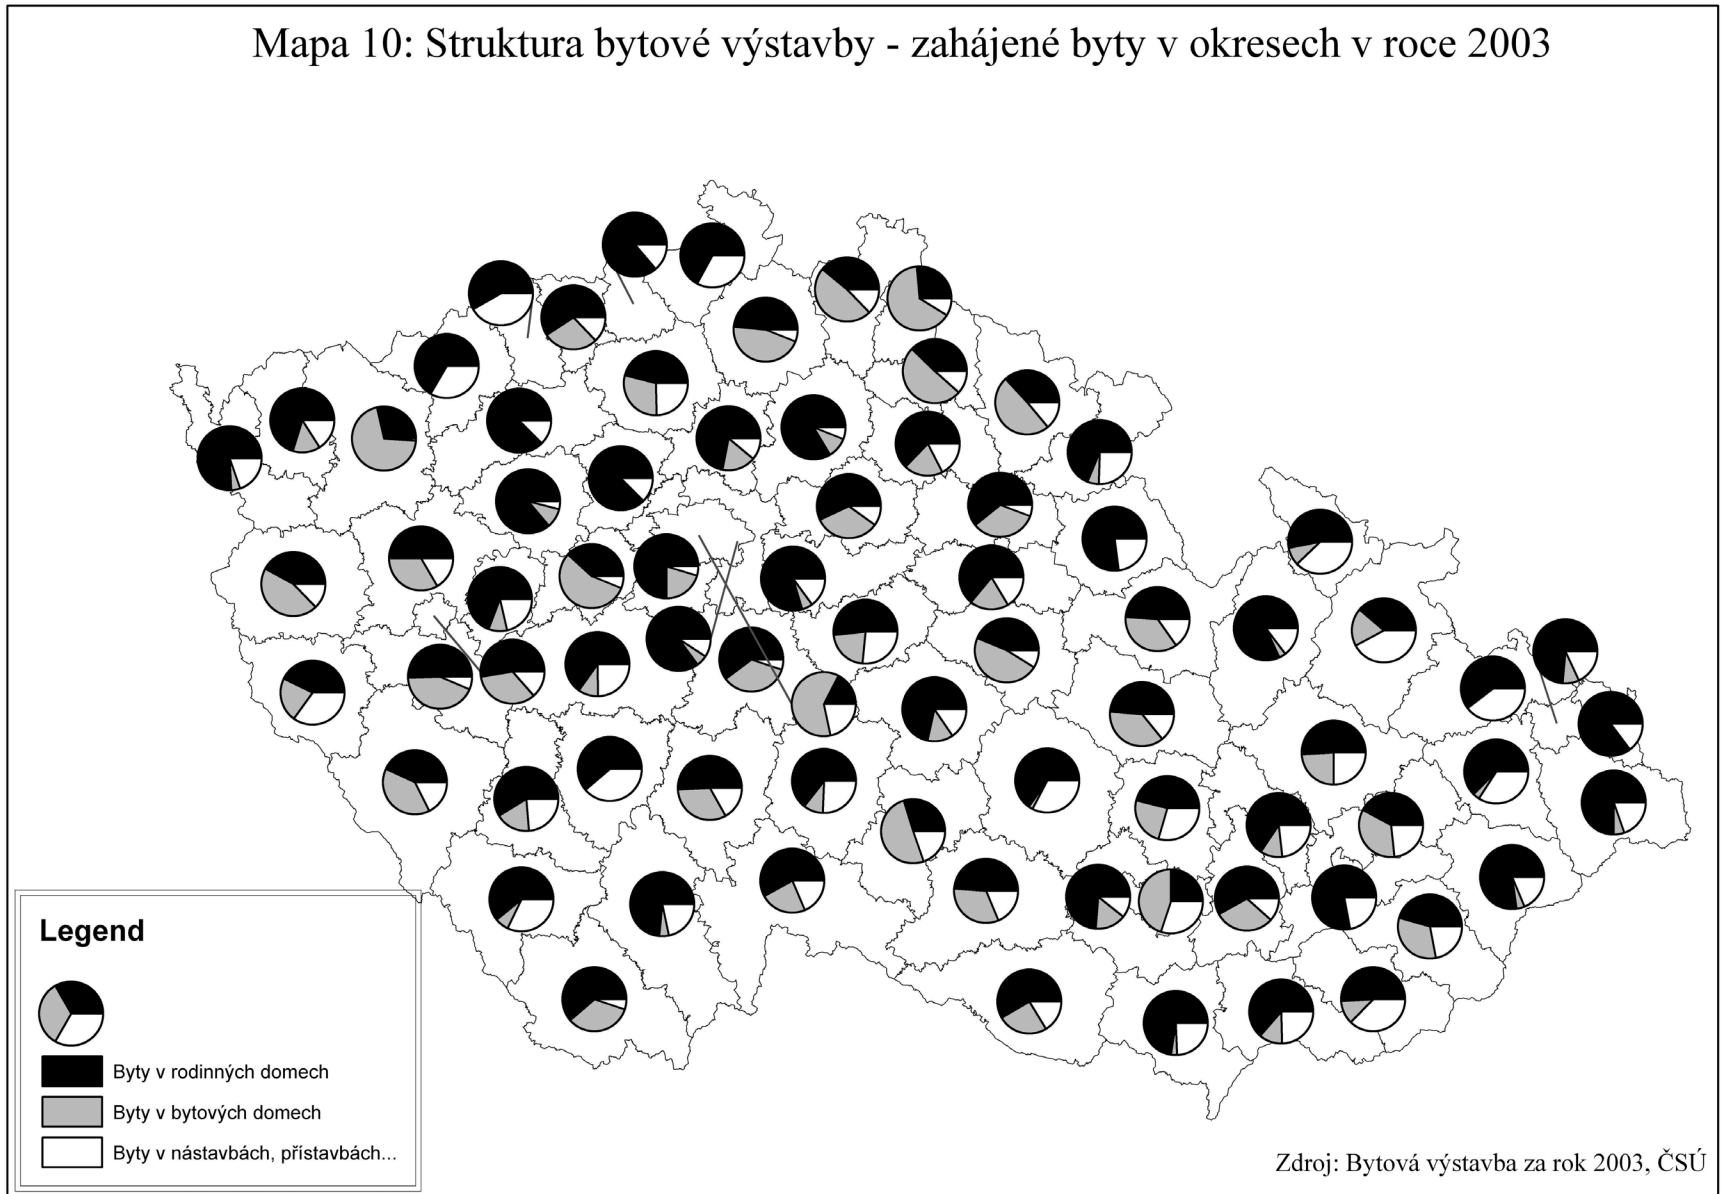 Mapa 10: Struktura bytové výstavby - zahájené byty v okresech v roce 2003
Legend
Byty v rodinných domech
Byty v bytových domech
Byty v nástavbách, přístavbách...
Zdroj: Bytová výstavba za rok 2003, ČSÚ